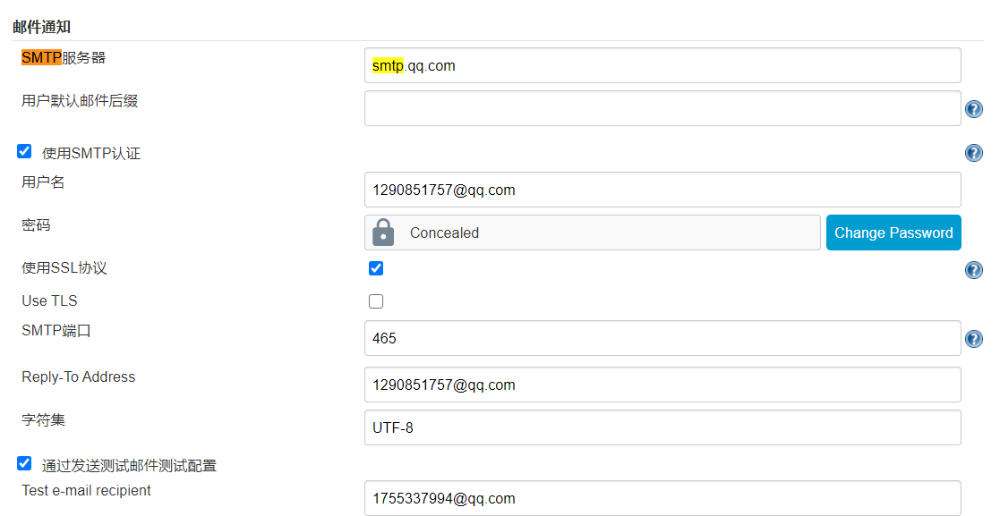 邮件通知
SMTP服务器
smtp.qq.com
用户默认邮件后缀
使用SMTP认证
用户名
1290851757@qq.com
密码
Concealed
Change Password
使用SSL协议
Use TLS
SMTP端口
465
Reply-To Address
1290851757@qq.com
字符集
UTF-8
通过发送测试邮件测试配置
Test e-mail recipient
1755337994@qq.com